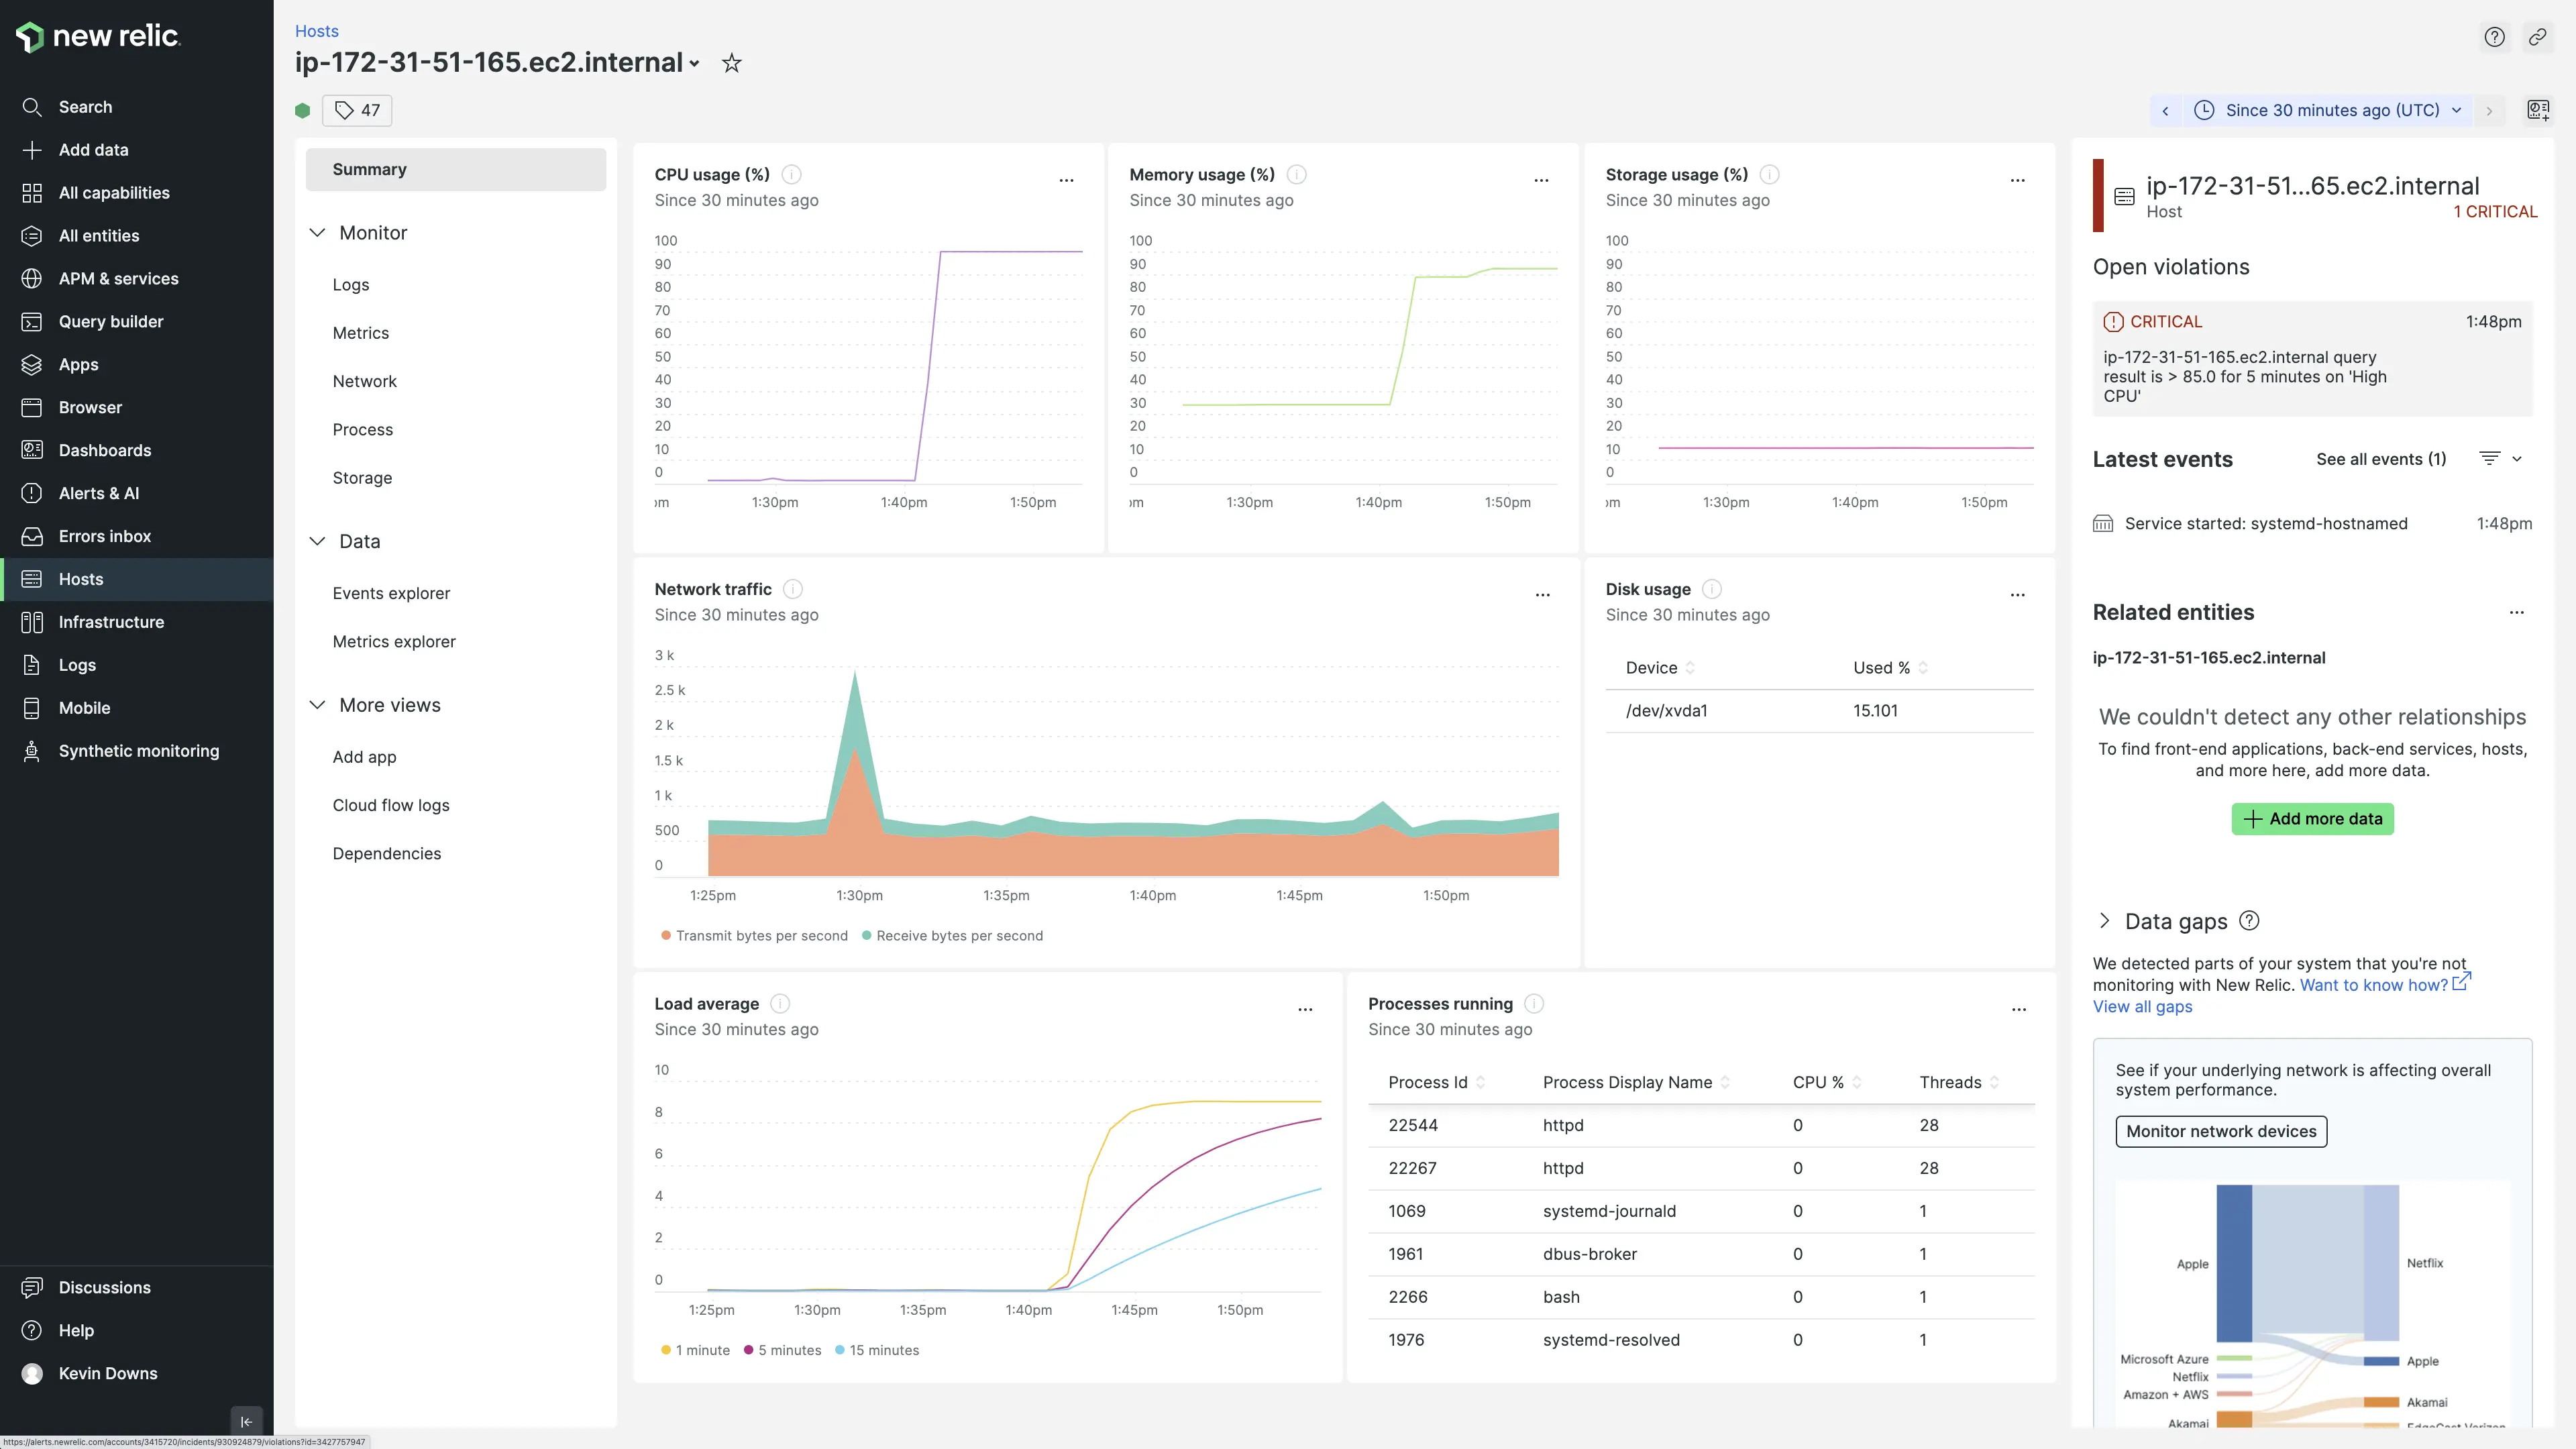 new relic.
Search
Add data
All capabilities
All entities
APM & services
Query builder
Apps
Browser
Dashboards
Alerts & AI
Errors inbox
Hosts
Infrastructure
Logs
Mobile
Synthetic monitoring
Discussions
Help
Kevin Downs
https://alerts.newrelic.com/accounts/3415720/incidents/930924879/violations?id=3427757947
Hosts
ip-172-31-51-165.ec2.internal
47
Since 30 minutes ago (UTC)
Summary
Monitor
Logs
Metrics
Network
Process
Storage
Data
Events explorer
Metrics explorer
More views
Add app
Cloud flow logs
Dependencies
CPU usage (%)
Since 30 minutes ago
100
90
80
70
60
50
40
30
20
10
0
pm 1:30pm 1:40pm 1:50pm
Memory usage (%)
Since 30 minutes ago
100
90
80
70
60
50
40
30
20
10
0
pm 1:30pm 1:40pm 1:50pm
Storage usage (%)
Since 30 minutes ago
100
90
80
70
60
50
40
30
20
10
0
pm 1:30pm 1:40pm 1:50pm
Network traffic
Since 30 minutes ago
3 k
2.5 k
2 k
1.5 k
1 k
500
0
1:25pm 1:30pm 1:35pm 1:40pm 1:45pm 1:50pm
Transmit bytes per second Receive bytes per second
Disk usage
Since 30 minutes ago
Device Used %
/dev/xvda1 15.101
Load average
Since 30 minutes ago
10
8
6
4
2
0
1:25pm 1:30pm 1:35pm 1:40pm 1:45pm 1:50pm
1 minute 5 minutes 15 minutes
Processes running
Since 30 minutes ago
Process Id Process Display Name CPU % Threads
22544 httpd 0 28
22267 httpd 0 28
1069 systemd-journald 0 1
1961 dbus-broker 0 1
2266 bash 0 1
1976 systemd-resolved 0 1
ip-172-31-51...65.ec2.internal
Host 1 CRITICAL
Open violations
CRITICAL 1:48pm
ip-172-31-51-165.ec2.internal query
result is > 85.0 for 5 minutes on 'High
CPU'
Latest events See all events (1)
Service started: systemd-hostnamed 1:48pm
Related entities
ip-172-31-51-165.ec2.internal
We couldn't detect any other relationships
To find front-end applications, back-end services, hosts,
and more here, add more data.
Add more data
Data gaps
We detected parts of your system that you're not
monitoring with New Relic. Want to know how?
View all gaps
See if your underlying network is affecting overall
system performance.
Monitor network devices
Apple Netflix
Microsoft Azure Apple
Netflix
Amazon + AWS Akamai
Akamai EdgeCast Verizon